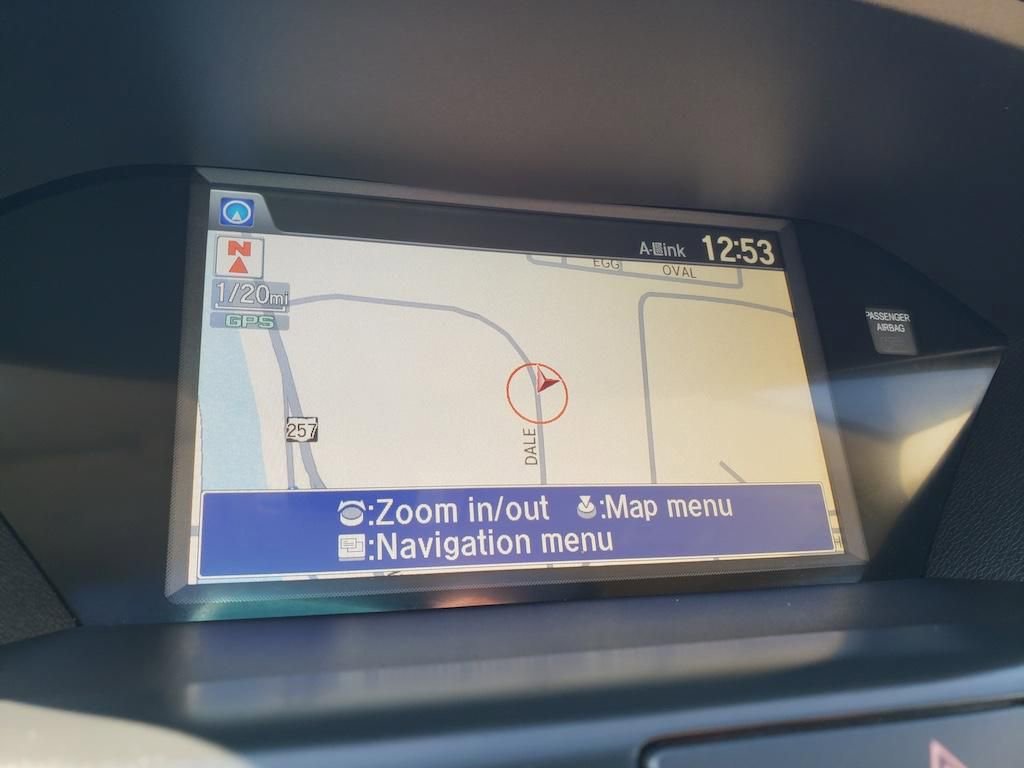 A-Link 12:53
N
1/20mi
GPS
EGG
OVAL
257
DALE
:Zoom in/out :Map menu
:Navigation menu
PASSENGER
AIRBAG